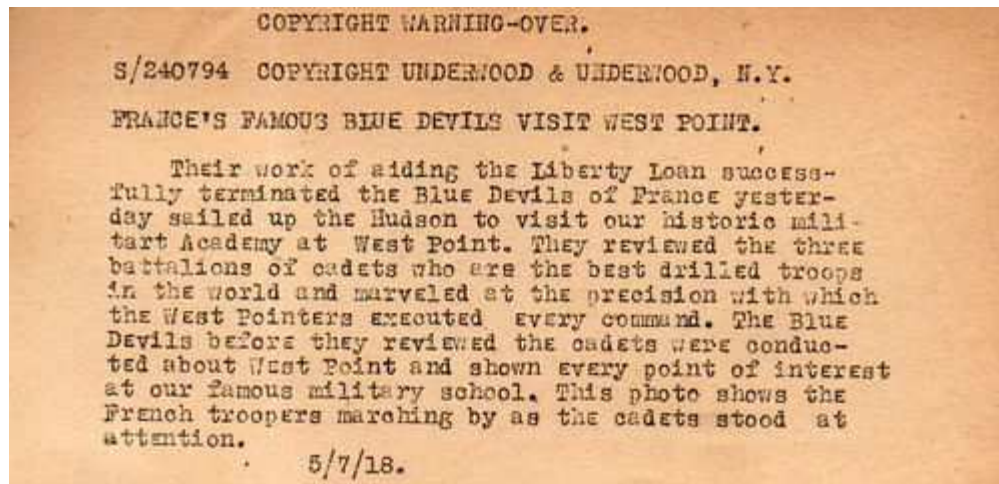 COPYRIGHT WARNING-OVER.
S/240794 COPYRIGHT UNDERWOOD & UNDERWOOD, N.Y.
FRANCE'S FAMOUS BLUE DEVILS VISIT WEST POINT.
Their work of aiding the Liberty Loan success-
fully terminated the Blue Devils of France yester-
day sailed up the Hudson to visit our historic mili-
tart Academy at West Point. They reviewed the three
battalions of cadets who are the best drilled troops
in the world and marveled at the precision with which
the West Pointers executed every command. The Blue
Devils before they reviewed the cadets were conduc-
ted about West Point and shown every point of interest
at our famous military school. This photo shows the
French troopers marching by as the cadets stood at
attention.
5/7/18.